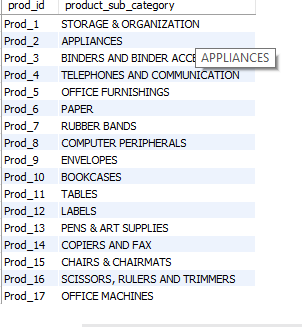 prod_id product_sub_category
Prod_1 STORAGE & ORGANIZATION
Prod_2 APPLIANCES
Prod_3 BINDERS AND BINDER ACCE APPLIANCES
Prod_4 TELEPHONES AND COMMUNICATION
Prod_5 OFFICE FURNISHINGS
Prod_6 PAPER
Prod_7 RUBBER BANDS
Prod_8 COMPUTER PERIPHERALS
Prod_9 ENVELOPES
Prod_10 BOOKCASES
Prod_11 TABLES
Prod_12 LABELS
Prod_13 PENS & ART SUPPLIES
Prod_14 COPIERS AND FAX
Prod_15 CHAIRS & CHAIRMATS
Prod_16 SCISSORS, RULERS AND TRIMMERS
Prod_17 OFFICE MACHINES